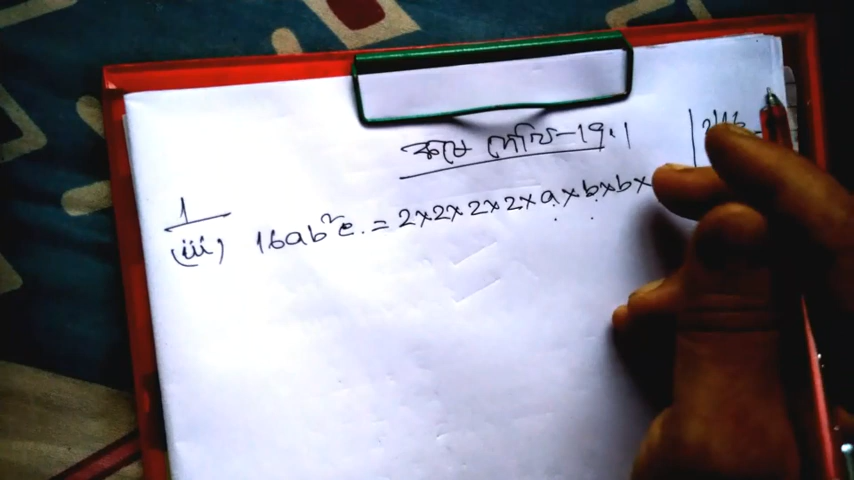 কষে দেখি-19.1
1
(iii) 16ab²c = 2×2×2×2×a×b×b×